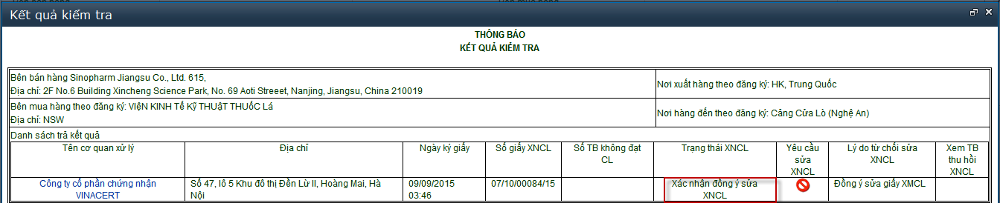 Kết quả kiểm tra
THÔNG BÁO
KẾT QUẢ KIỂM TRA
Bên bán hàng Sinopharm Jiangsu Co., Ltd. 615,
Địa chỉ: 2F No.6 Building Xincheng Science Park, No. 69 Aoti Streeet, Nanjing, Jiangsu, China 210019
Nơi xuất hàng theo đăng ký: HK, Trung Quốc
Bên mua hàng theo đăng ký: VIệN KINH Tế Kỹ THUậT THUốC Lá
Địa chỉ: NSW
Nơi hàng đến theo đăng ký: Cảng Cửa Lò (Nghệ An)
Danh sách trả kết quả
Tên cơ quan xử lý
Địa chỉ
Ngày ký giấy
Số giấy XNCL
Số TB không đạt
CL
Trạng thái XNCL
Yêu cầu
sửa
XNCL
Lý do từ chối sửa
XNCL
Xem TB
thu hồi
XNCL
Công ty cổ phần chứng nhận
VINACERT
Số 47, lô 5 Khu đô thị Đền Lừ II, Hoàng Mai, Hà
Nội
09/09/2015
03:46
07/10/00084/15
Xác nhận đồng ý sửa
XNCL
Đồng ý sửa giấy XMCL